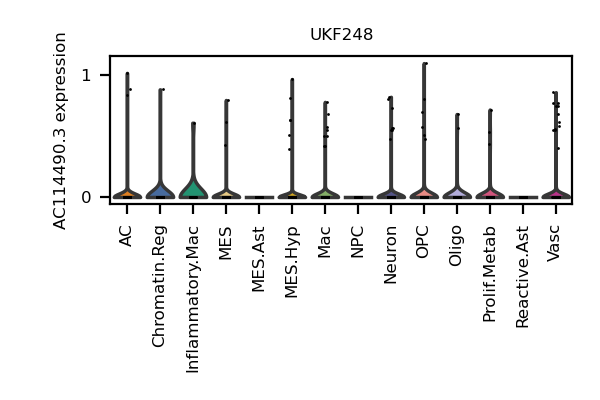 UKF248
AC114490.3 expression
1
0
AC
Chromatin.Reg
Inflammatory.Mac
MES
MES.Ast
MES.Hyp
Mac
NPC
Neuron
OPC
Oligo
Prolif.Metab
Reactive.Ast
Vasc